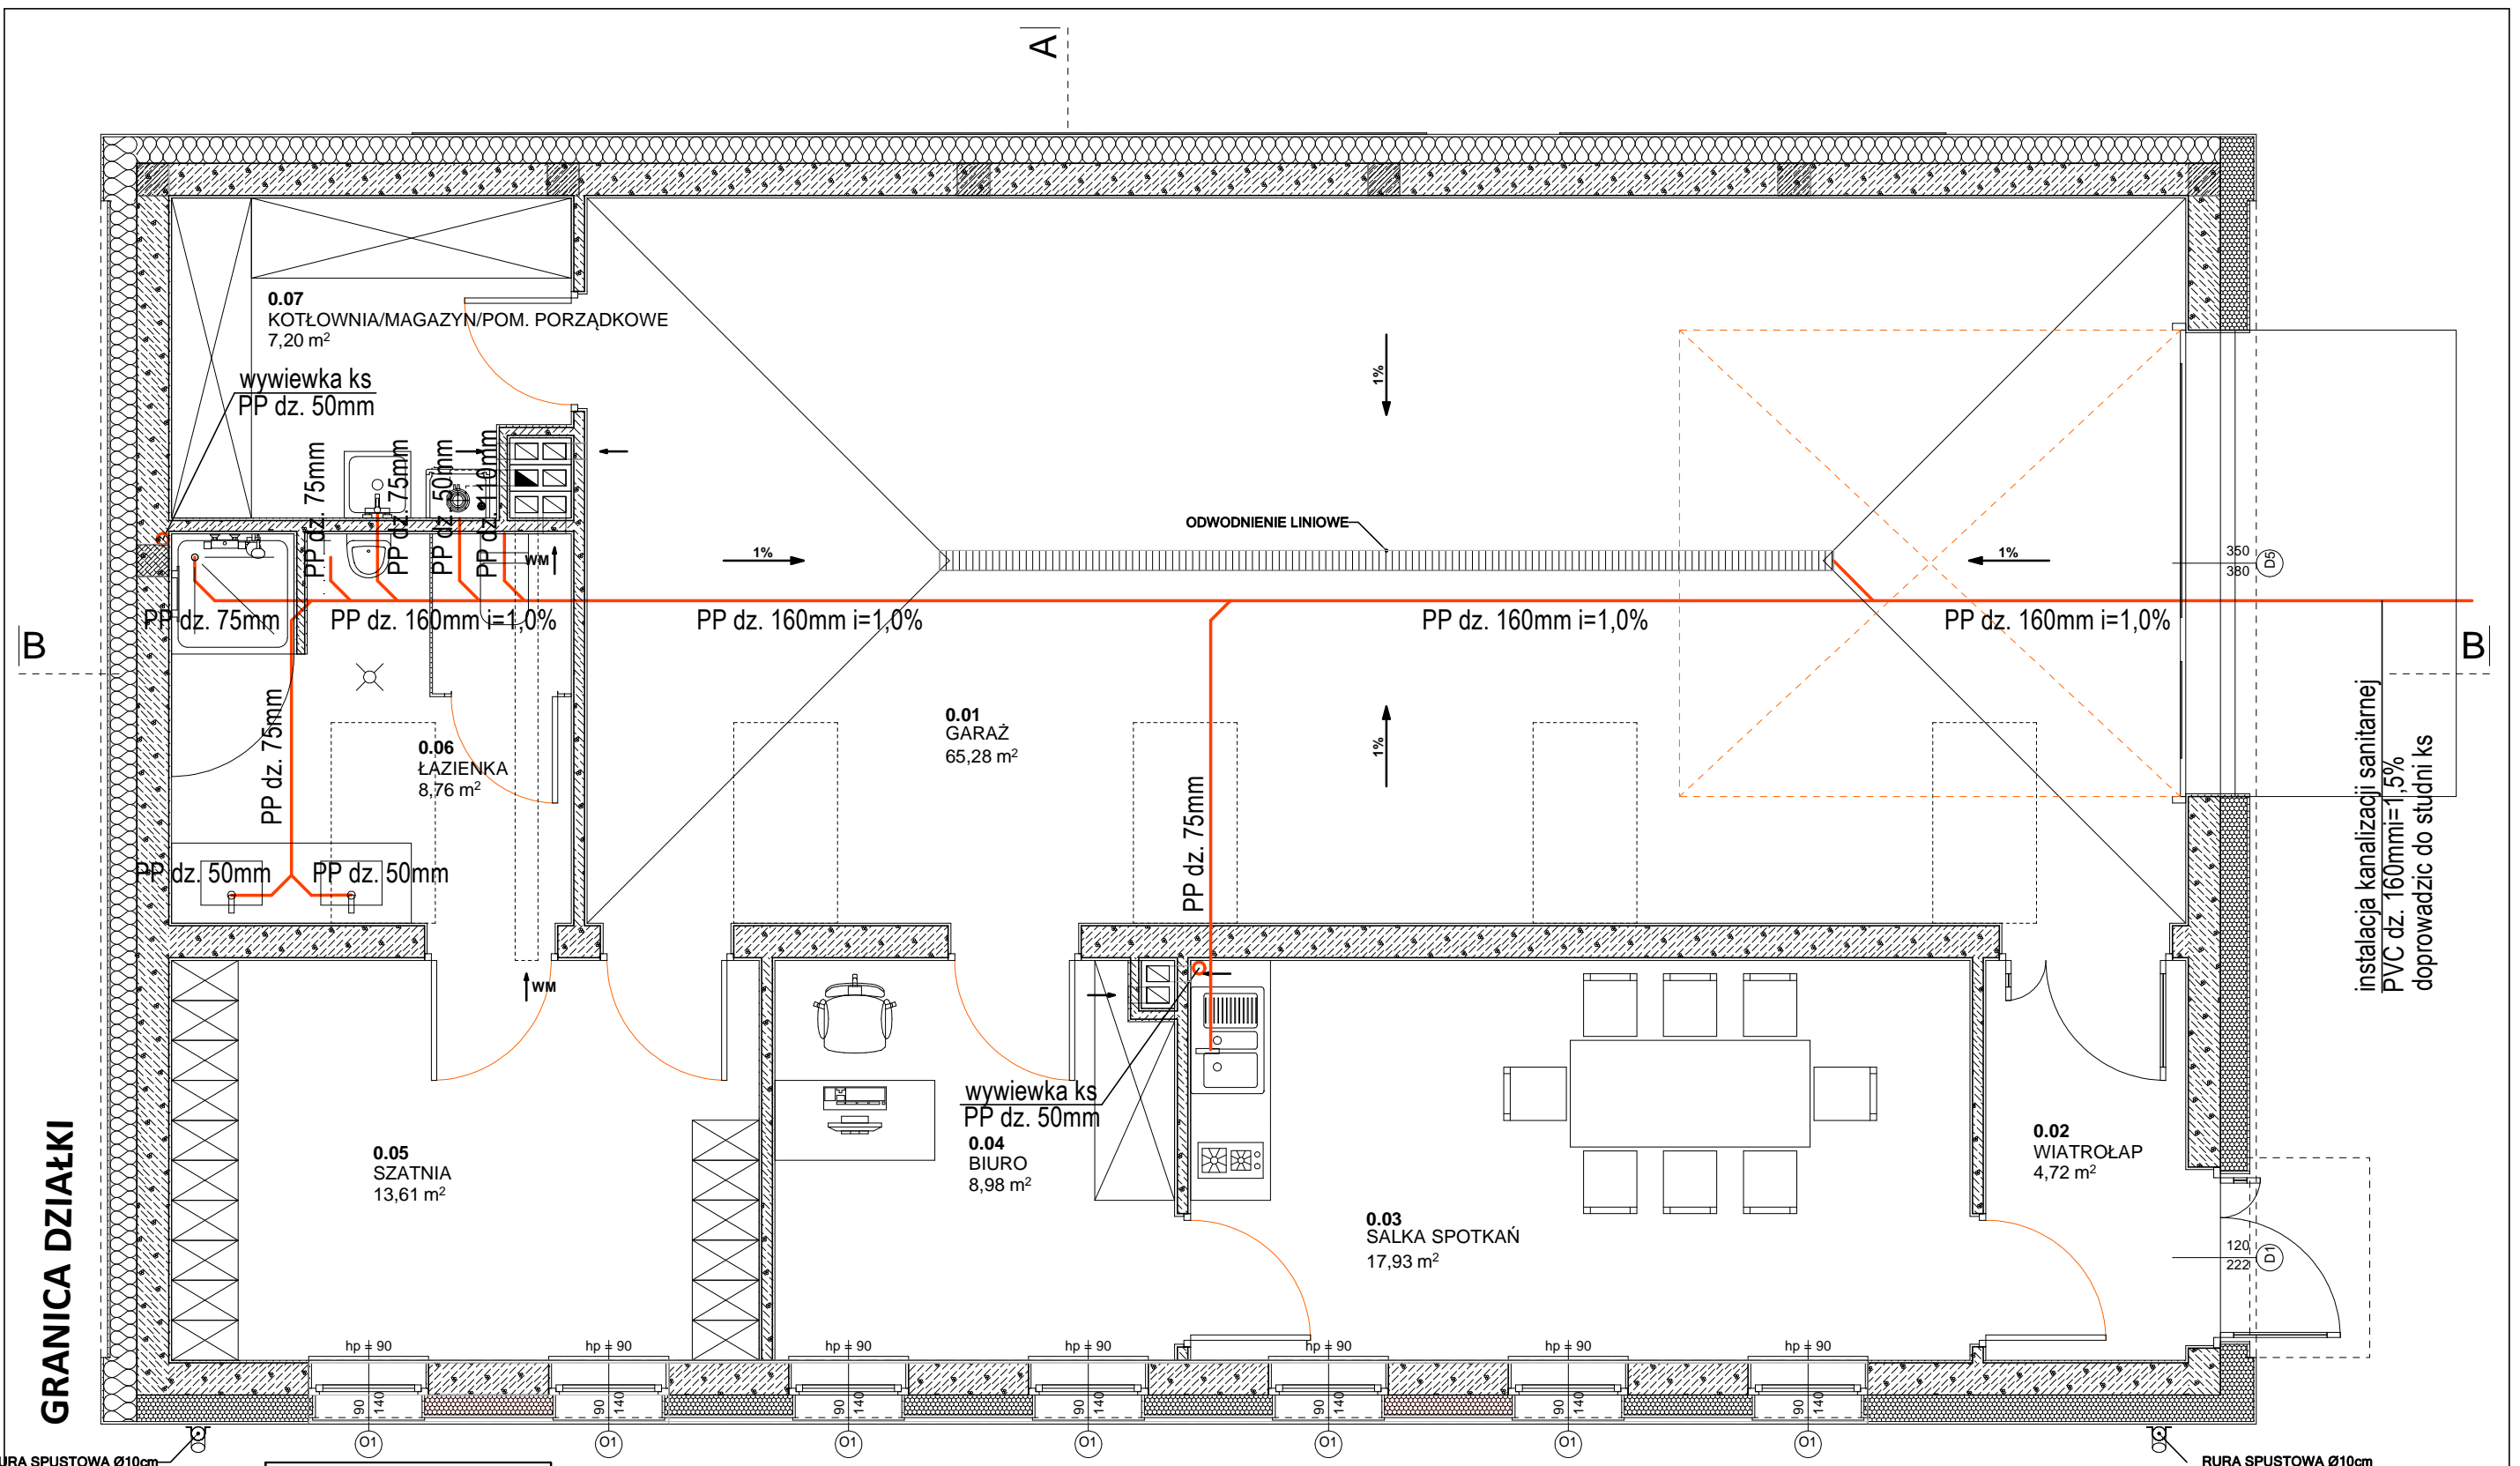 A
0.07
KOTŁOWNIA/MAGAZYN/POM. PORZĄDKOWE
7,20 m²
wywiewka ks
PP dz. 50mm
PP dz. 75mm
PP dz. 75mm
PP dz. 50mm
PP dz. 110mm
1%
ODWODNIENIE LINIOWE
WM
1%
1%
350
380
D5
PP dz. 75mm
PP dz. 160mm i=1,0%
PP dz. 160mm i=1,0%
PP dz. 160mm i=1,0%
PP dz. 160mm i=1,0%
B
B
PP dz. 75mm
0.06
ŁAZIENKA
8,76 m²
0.01
GARAŻ
65,28 m²
1%
PP dz. 75mm
instalacja kanalizacji sanitarnej
PVC dz. 160mmi=1,5%
doprowadzic do studni ks
PP dz. 50mm
PP dz. 50mm
WM
wywiewka ks
PP dz. 50mm
0.04
BIURO
8,98 m²
0.05
SZATNIA
13,61 m²
0.02
WIATROŁAP
4,72 m²
0.03
SALKA SPOTKAŃ
17,93 m²
120
222
D1
GRANICA DZIAŁKI
hp = 90
hp = 90
hp = 90
hp = 90
hp = 90
hp = 90
hp = 90
90
140
90
140
90
140
90
140
90
140
90
140
90
140
O1
O1
O1
O1
O1
O1
O1
URA SPUSTOWA Ø10cm
RURA SPUSTOWA Ø10cm